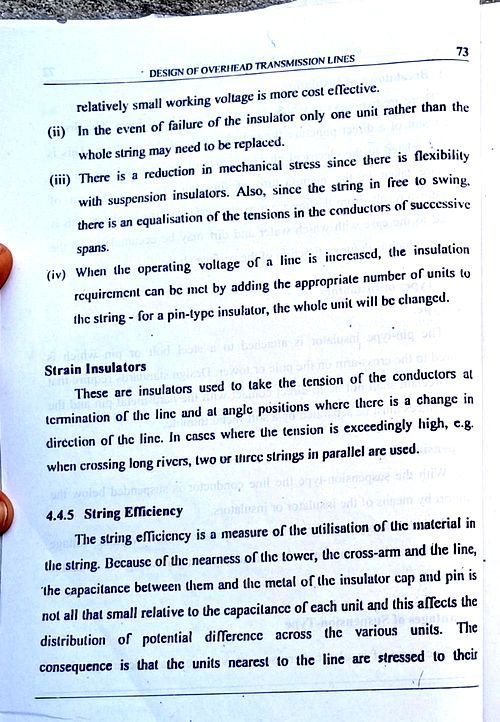 DESIGN OF OVERHEAD TRANSMISSION LINES 73
relatively small working voltage is more cost effective.
(ii) In the event of failure of the insulator only one unit rather than the
whole string may need to be replaced.
(iii) There is a reduction in mechanical stress since there is flexibility
with suspension insulators. Also, since the string in free to swing,
there is an equalisation of the tensions in the conductors of successive
spans.
(iv) When the operating voltage of a line is increased, the insulation
requirement can be met by adding the appropriate number of units to
the string - for a pin-type insulator, the whole unit will be changed.
Strain Insulators
These are insulators used to take the tension of the conductors at
termination of the line and at angle positions where there is a change in
direction of the line. In cases where the tension is exceedingly high, e.g.
when crossing long rivers, two or three strings in parallel are used.
4.4.5 String Efficiency
The string efficiency is a measure of the utilisation of the material in
the string. Because of the nearness of the tower, the cross-arm and the line,
the capacitance between them and the metal of the insulator cap and pin is
not all that small relative to the capacitance of each unit and this affects the
distribution of potential difference across the various units. The
consequence is that the units nearest to the line are stressed to their